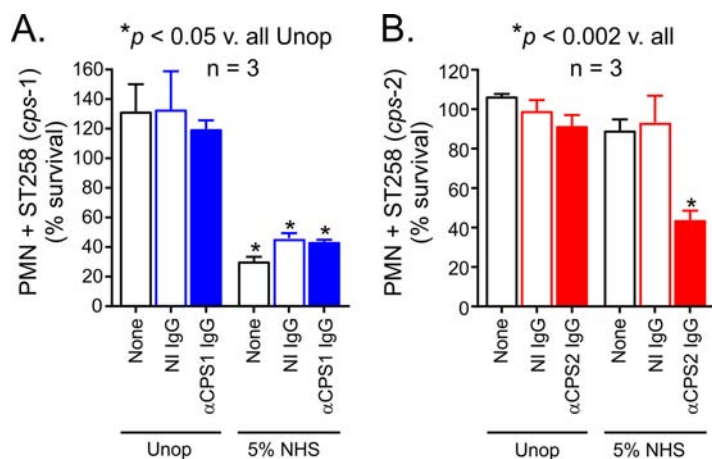 A.
*p < 0.05 v. all Unop
n = 3
PMN + ST258 (cps-1)
(% survival)
160
140
120
100
80
60
40
20
0
* * *
None
NI IgG
αCPS1 IgG
None
NI IgG
αCPS1 IgG
Unop
5% NHS
B.
*p < 0.002 v. all
n = 3
PMN + ST258 (cps-2)
(% survival)
120
100
80
60
40
20
0
*
None
NI IgG
αCPS2 IgG
None
NI IgG
αCPS2 IgG
Unop
5% NHS